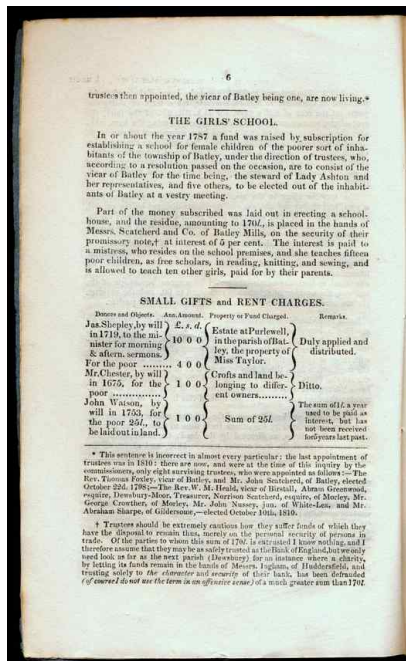 6
trustees then appointed, the vicar of Batley being one, are now living.*
THE GIRLS' SCHOOL.
In or about the year 1787 a fund was raised by subscription for
establishing a school for female children of the poorer sort of inha-
bitants of the township of Batley, under the direction of trustees, who,
according to a resolution passed on the occasion, are to consist of the
vicar of Batley for the time being, the steward of Lady Ashton and
her representatives, and five others, to be elected out of the inhabit-
ants of Batley at a vestry meeting.
Part of the money subscribed was laid out in erecting a school-
house, and the residue, amounting to 170l., is placed in the hands of
Messrs. Scatcherd and Co. of Batley Mills, on the security of their
promissory note,† at interest of 5 per cent. The interest is paid to
a mistress, who resides on the school premises, and she teaches fifteen
poor children, as free scholars, in reading, knitting, and sewing, and
is allowed to teach ten other girls, paid for by their parents.
SMALL GIFTS and RENT CHARGES.
Donors and Objects. Ann. Amount. Property or Fund Charged. Remarks.
Jas. Shepley, by will
in 1719, to the mi-
nister for morning
& aftern. sermons.
For the poor ........
£. s. d.
10 0 0
4 0 0
Estate at Purlewell,
in the parish of Bat-
ley, the property of
Miss Taylor.
Duly applied and
distributed.
Mr. Chester, by will
in 1675, for the
poor ..............
1 0 0
Crofts and land be-
longing to differ-
ent owners.........
Ditto.
John Watson, by
will in 1753, for
the poor 25l., to
be laid out in land.
1 0 0
Sum of 25l.
The sum of 1l. a year
used to be paid as
interest, but has
not been received
for 5 years last past.
* This sentence is incorrect in almost every particular; the last appointment of
trustees was in 1810: there are now, and were at the time of this inquiry by the
commissioners, only eight surviving trustees, who were appointed as follows:—The
Rev. Thomas Foxley, vicar of Batley, and Mr. John Scatcherd, of Batley, elected
October 22d. 1798;—The Rev. W. M. Heald, vicar of Birstall, Abram Greenwood,
esquire, Dewsbury-Moor, Treasurer, Norrison Scatcherd, esquire, of Morley, Mr.
George Crowther, of Morley, Mr. John Nussey, jun. of White-Lee, and Mr.
Abraham Sharpe, of Gildersome,—elected October 10th, 1810.
† Trustees should be extremely cautious how they suffer funds of which they
have the disposal to remain thus, merely on the personal security of persons in
trade. Of the parties to whom this sum of 170l. is entrusted I know nothing, and I
therefore assume that they may be as safely trusted as the Bank of England, but we only
need look as far as the next parish (Dewsbury) for an instance where a charity,
by letting its funds remain in the hands of Messrs. Ingham, of Huddersfield, and
trusting solely to the character and security of their bank, has been defrauded
(of course I do not use the term in an offensive sense) of a much greater sum than 170l.